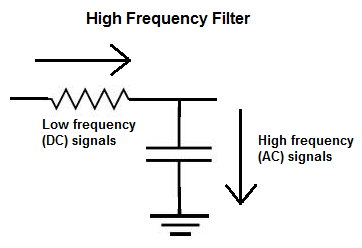 High Frequency Filter
Low frequency
(DC) signals
High frequency
(AC) signals